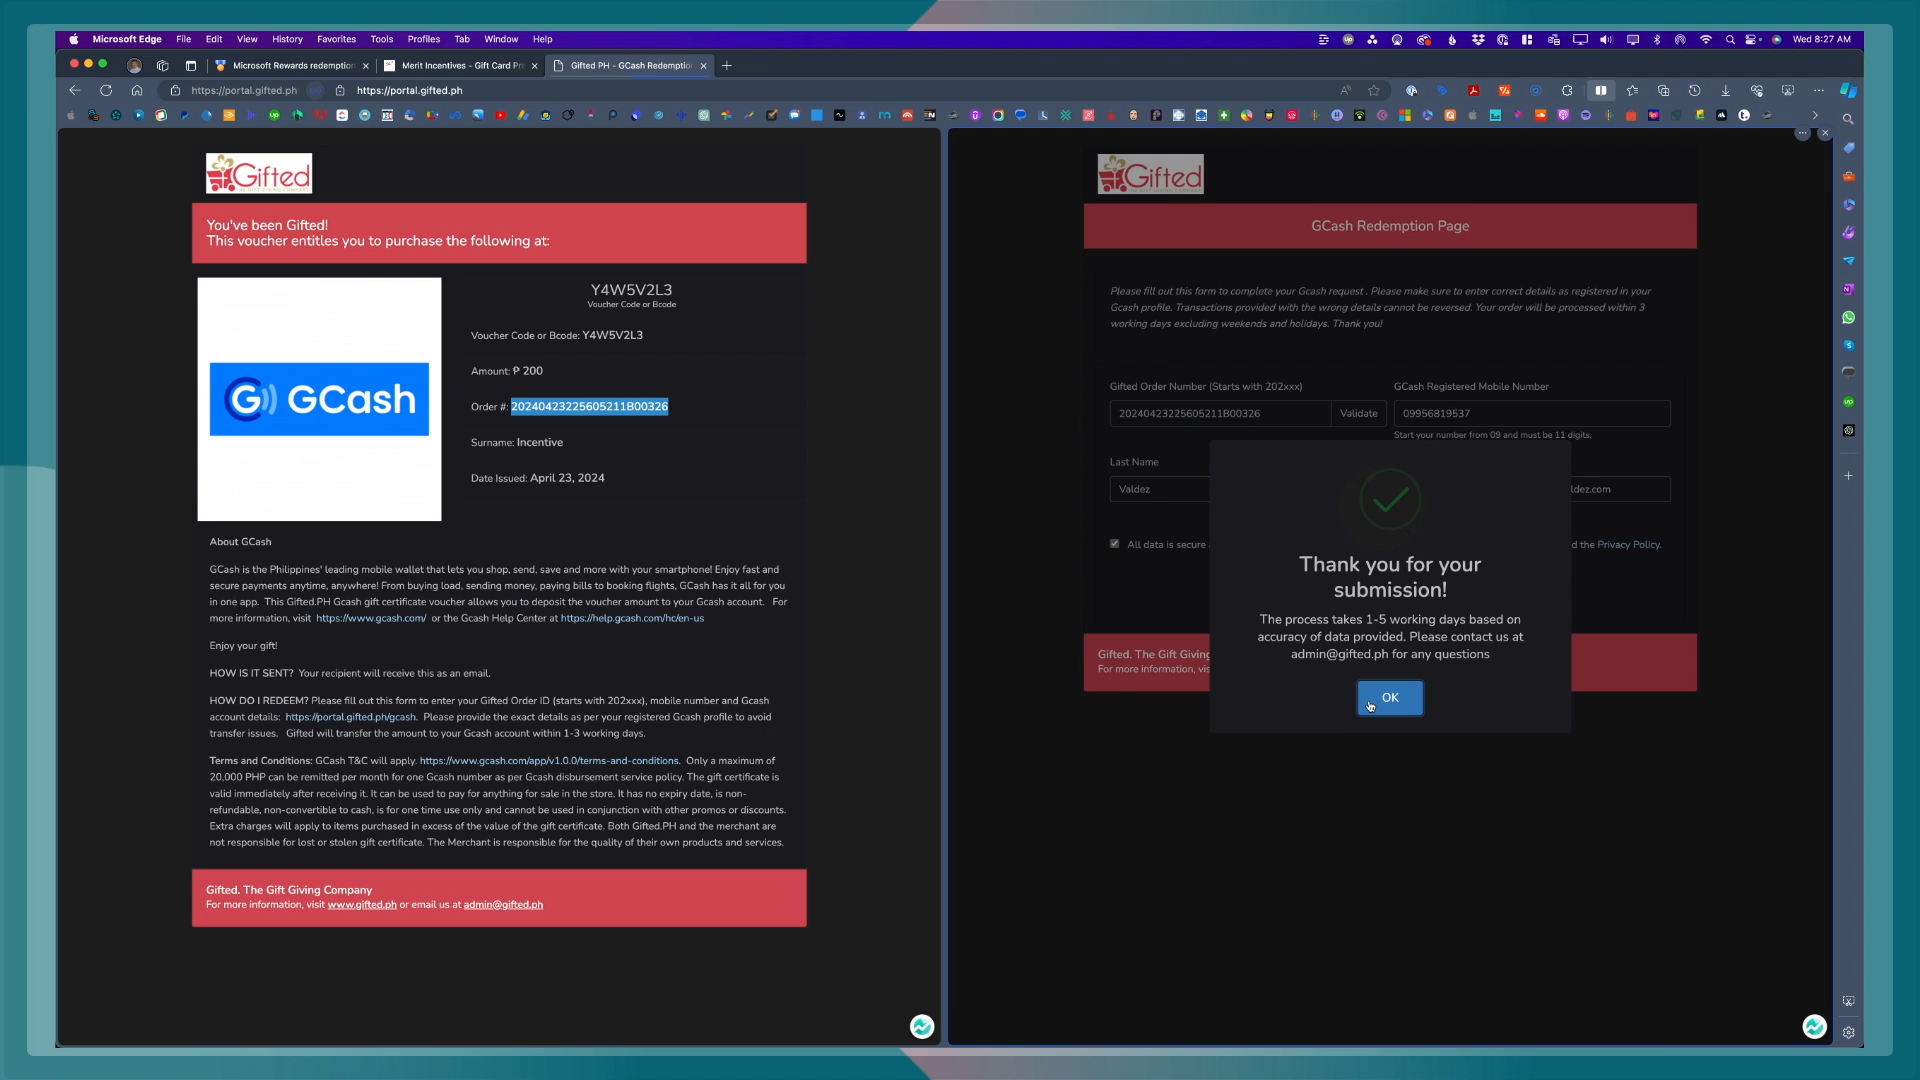 Microsoft Edge File Edit View History Favorites Tools Profiles Tab Window Help Wed 8:27 AM
Microsoft Rewards redemption Merit Incentives - Gift Card Pr Gifted PH - GCash Redemptio
https://portal.gifted.ph https://portal.gifted.ph
Gifted
You've been Gifted!
This voucher entitles you to purchase the following at:
GCash
Y4W5V2L3
Voucher Code or Bcode
Voucher Code or Bcode: Y4W5V2L3
Amount: ₱ 200
Order #: 20240423225605211B00326
Surname: Incentive
Date Issued: April 23, 2024
About GCash
GCash is the Philippines' leading mobile wallet that lets you shop, send, save and more with your smartphone! Enjoy fast and
secure payments anytime, anywhere! From buying load, sending money, paying bills to booking flights, GCash has it all for you
in one app. This Gifted.PH Gcash gift certificate voucher allows you to deposit the voucher amount to your Gcash account. For
more information, visit https://www.gcash.com/ or the Gcash Help Center at https://help.gcash.com/hc/en-us
Enjoy your gift!
HOW IS IT SENT? Your recipient will receive this as an email.
HOW DO I REDEEM? Please fill out this form to enter your Gifted Order ID (starts with 202xxx), mobile number and Gcash
account details: https://portal.gifted.ph/gcash. Please provide the exact details as per your registered Gcash profile to avoid
transfer issues. Gifted will transfer the amount to your Gcash account within 1-3 working days.
Terms and Conditions: GCash T&C will apply. https://www.gcash.com/app/v1.0.0/terms-and-conditions. Only a maximum of
20,000 PHP can be remitted per month for one Gcash number as per Gcash disbursement service policy. The gift certificate is
valid immediately after receiving it. It can be used to pay for anything for sale in the store. It has no expiry date, is non-
refundable, non-convertible to cash, is for one time use only and cannot be used in conjunction with other promos or discounts.
Extra charges will apply to items purchased in excess of the value of the gift certificate. Both Gifted.PH and the merchant are
not responsible for lost or stolen gift certificate. The Merchant is responsible for the quality of their own products and services.
Gifted. The Gift Giving Company
For more information, visit www.gifted.ph or email us at admin@gifted.ph
Gifted
GCash Redemption Page
Please fill out this form to complete your Gcash request . Please make sure to enter correct details as registered in your
Gcash profile. Transactions provided with the wrong details cannot be reversed. Your order will be processed within 3
working days excluding weekends and holidays. Thank you!
Gifted Order Number (Starts with 202xxx) GCash Registered Mobile Number
20240423225605211B00326 Validate 09956819537
Start your number from 09 and must be 11 digits.
Last Name
Valdez ldez.com
All data is secure d the Privacy Policy.
Thank you for your
submission!
The process takes 1-5 working days based on
accuracy of data provided. Please contact us at
admin@gifted.ph for any questions
OK
Gifted. The Gift Giving
For more information, vis